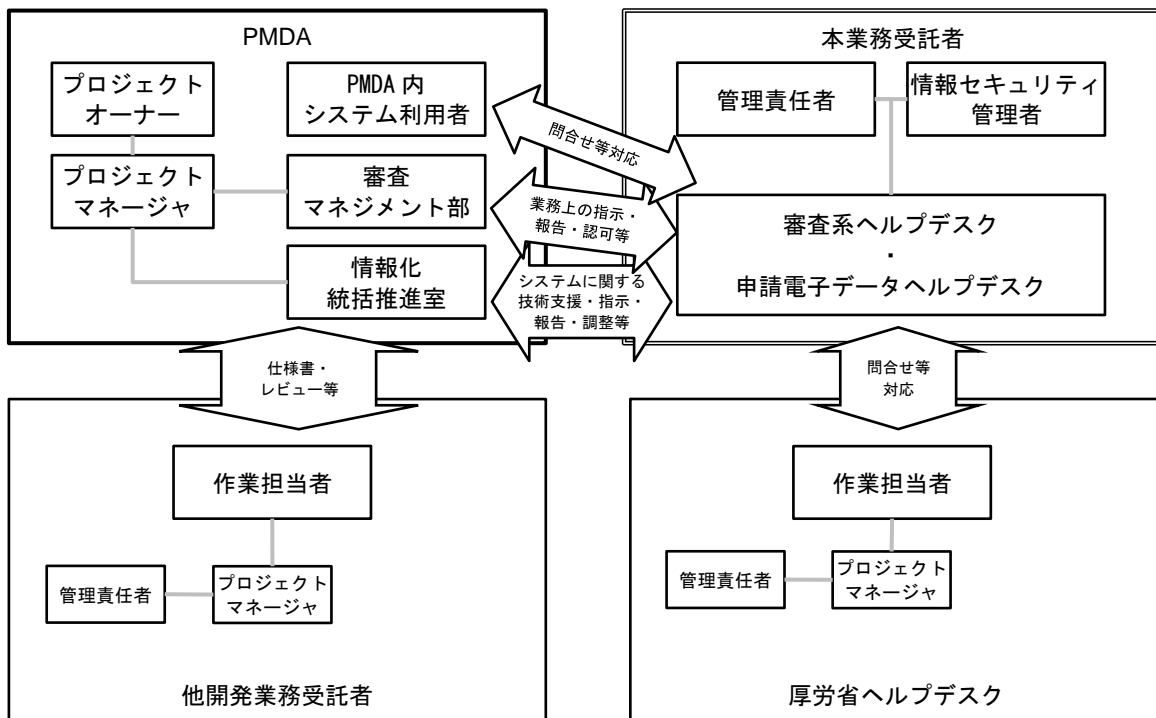 PMDA
プロジェクト
オーナー
PMDA 内
システム利用者
プロジェクト
マネージャ
審査
マネジメント部
情報化
統括推進室
問合せ等対応
業務上の指示・
報告・認可等
システムに関する
技術支援・指示・
報告・調整等
本業務受託者
管理責任者
情報セキュリティ
管理者
審査系ヘルプデスク
・
申請電子データヘルプデスク
仕様書・
レビュー等
問合せ等
対応
作業担当者
管理責任者
プロジェクト
マネージャ
他開発業務受託者
作業担当者
管理責任者
プロジェクト
マネージャ
厚労省ヘルプデスク